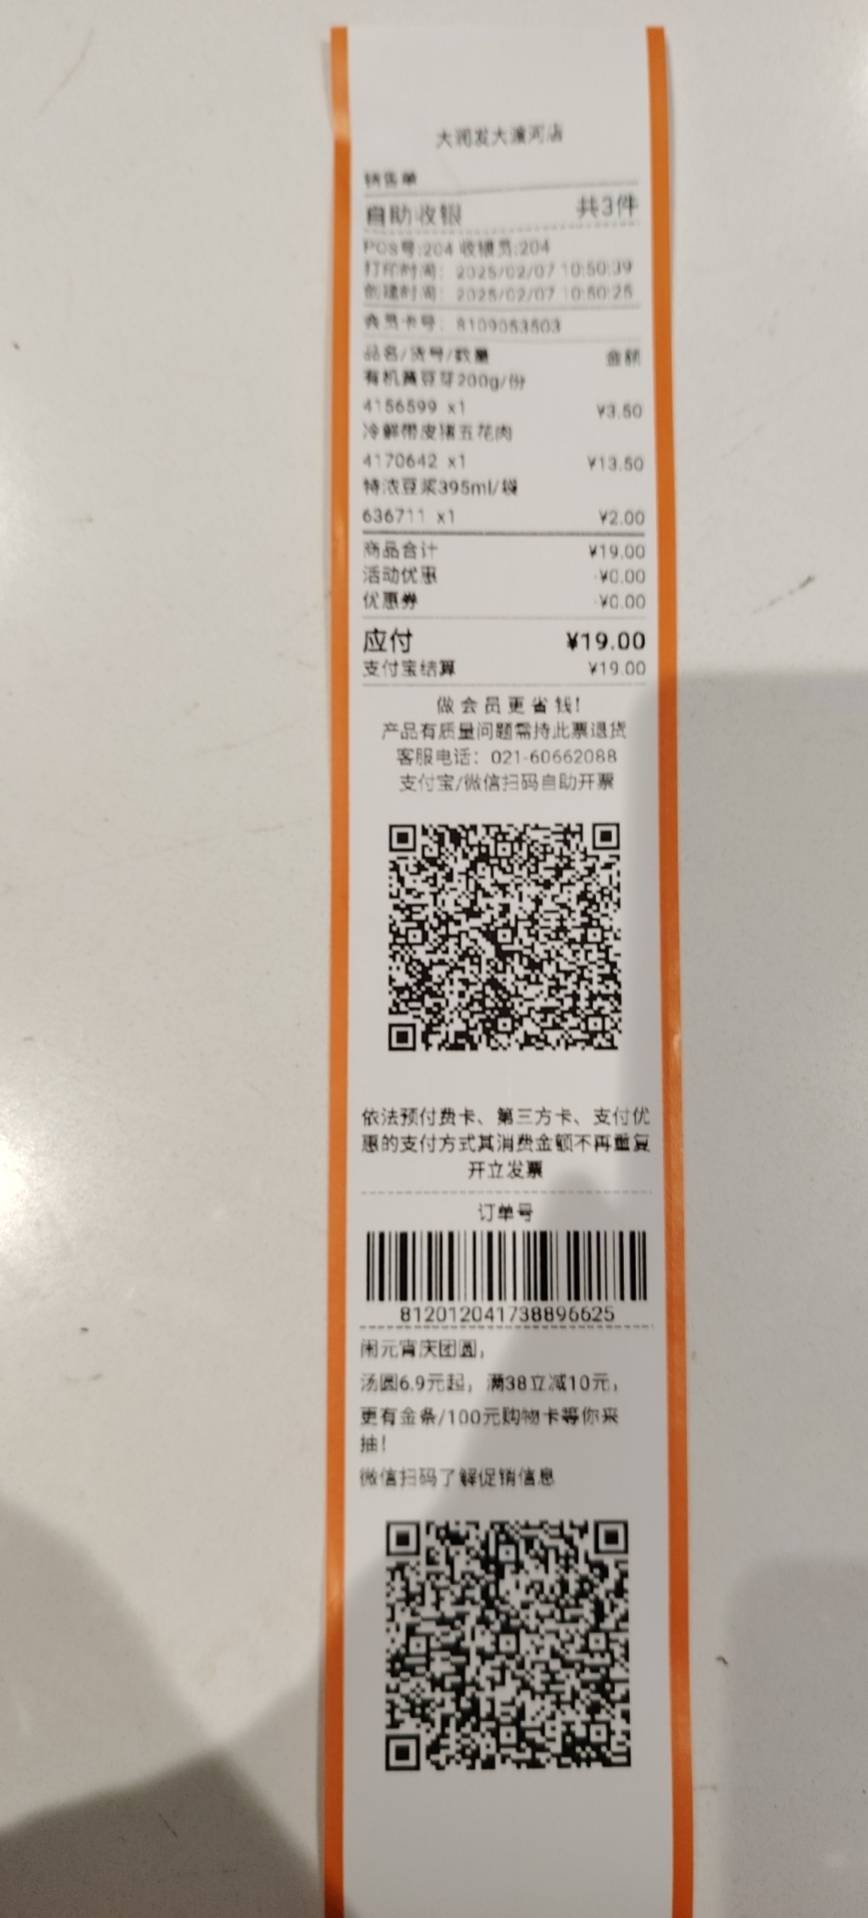 大润发大渡河店
销售单
自助收银 共3件
POS号:204 收银员:204
打印时间: 2025/02/07 10:50:39
创建时间: 2025/02/07 10:50:25
会员卡号: 8109053503
品名/货号/数量 金额
有机黄豆芽200g/份
4156599 x1 ¥3.50
冷鲜带皮猪五花肉
4170642 x1 ¥13.50
特浓豆浆395ml/袋
636711 x1 ¥2.00
商品合计 ¥19.00
活动优惠 -¥0.00
优惠券 -¥0.00
应付 ¥19.00
支付宝结算 ¥19.00
做会员更省钱!
产品有质量问题需持此票退货
客服电话: 021-60662088
支付宝/微信扫码自助开票
依法预付费卡、第三方卡、支付优
惠的支付方式其消费金额不再重复
开立发票
订单号
812012041738896625
闹元宵庆团圆,
汤圆6.9元起, 满38立减10元,
更有金条/100元购物卡等你来
抽!
微信扫码了解促销信息